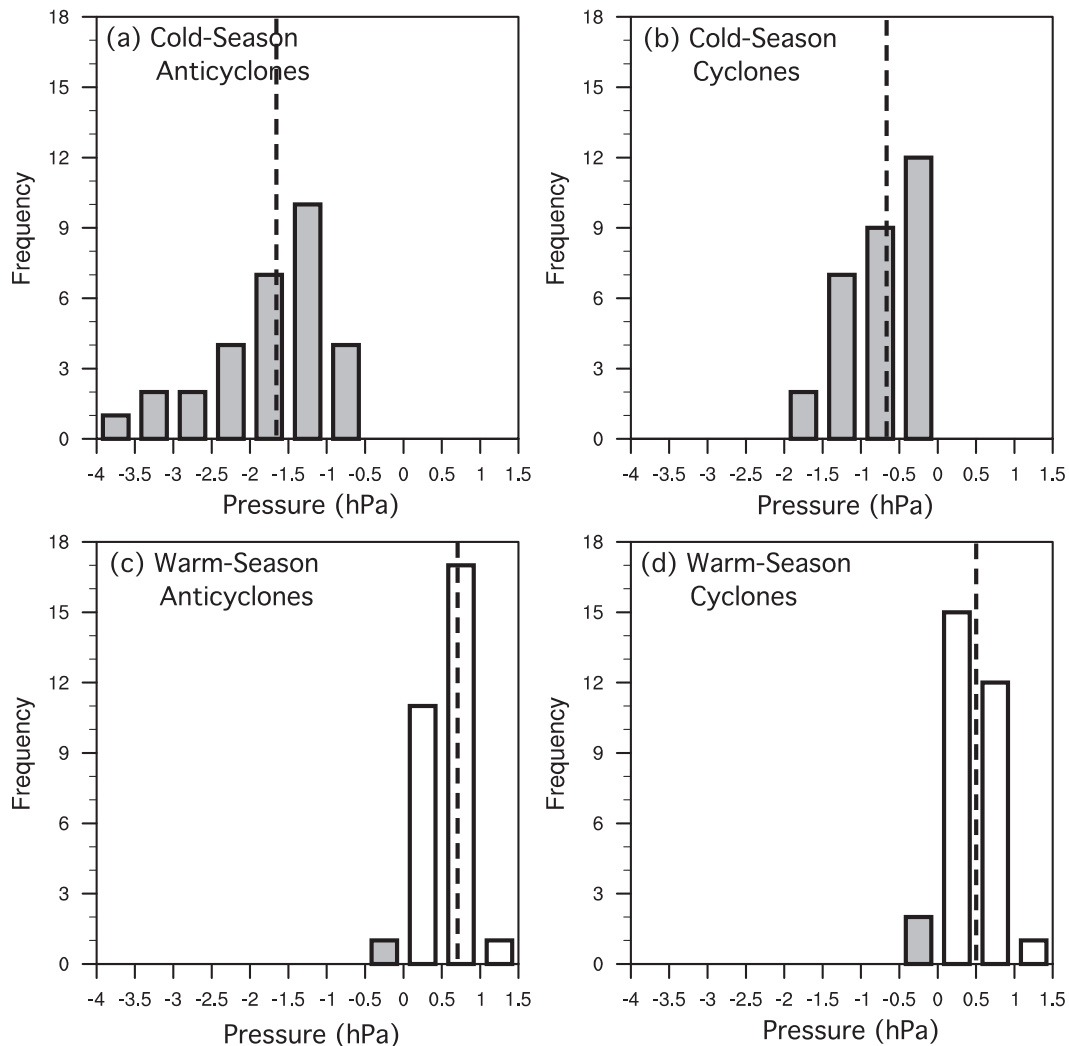 (a) Cold-Season
Anticyclones
18
15
12
9
6
3
0
Frequency
-4 -3.5 -3 -2.5 -2 -1.5 -1 -0.5 0 0.5 1 1.5
Pressure (hPa)
(b) Cold-Season
Cyclones
18
15
12
9
6
3
0
Frequency
-4 -3.5 -3 -2.5 -2 -1.5 -1 -0.5 0 0.5 1 1.5
Pressure (hPa)
(c) Warm-Season
Anticyclones
18
15
12
9
6
3
0
Frequency
-4 -3.5 -3 -2.5 -2 -1.5 -1 -0.5 0 0.5 1 1.5
Pressure (hPa)
(d) Warm-Season
Cyclones
18
15
12
9
6
3
0
Frequency
-4 -3.5 -3 -2.5 -2 -1.5 -1 -0.5 0 0.5 1 1.5
Pressure (hPa)